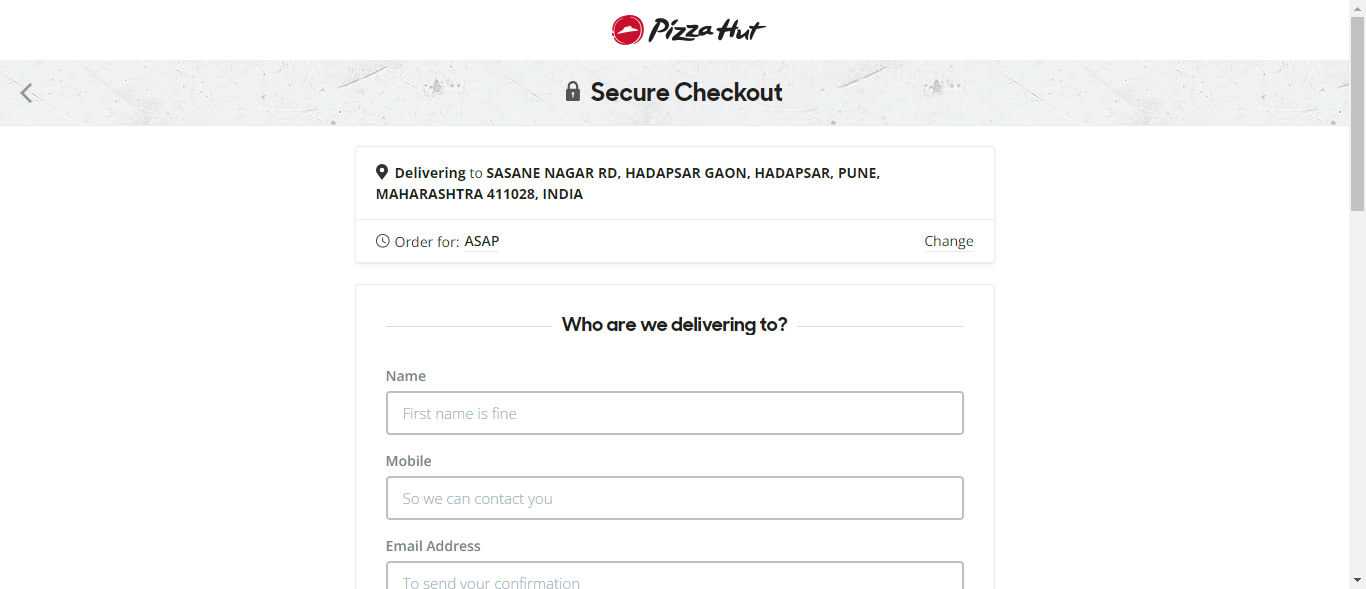 Pizza Hut
Secure Checkout
Delivering to SASANE NAGAR RD, HADAPSAR GAON, HADAPSAR, PUNE,
MAHARASHTRA 411028, INDIA
Order for: ASAP Change
Who are we delivering to?
Name
First name is fine
Mobile
So we can contact you
Email Address
To send your confirmation